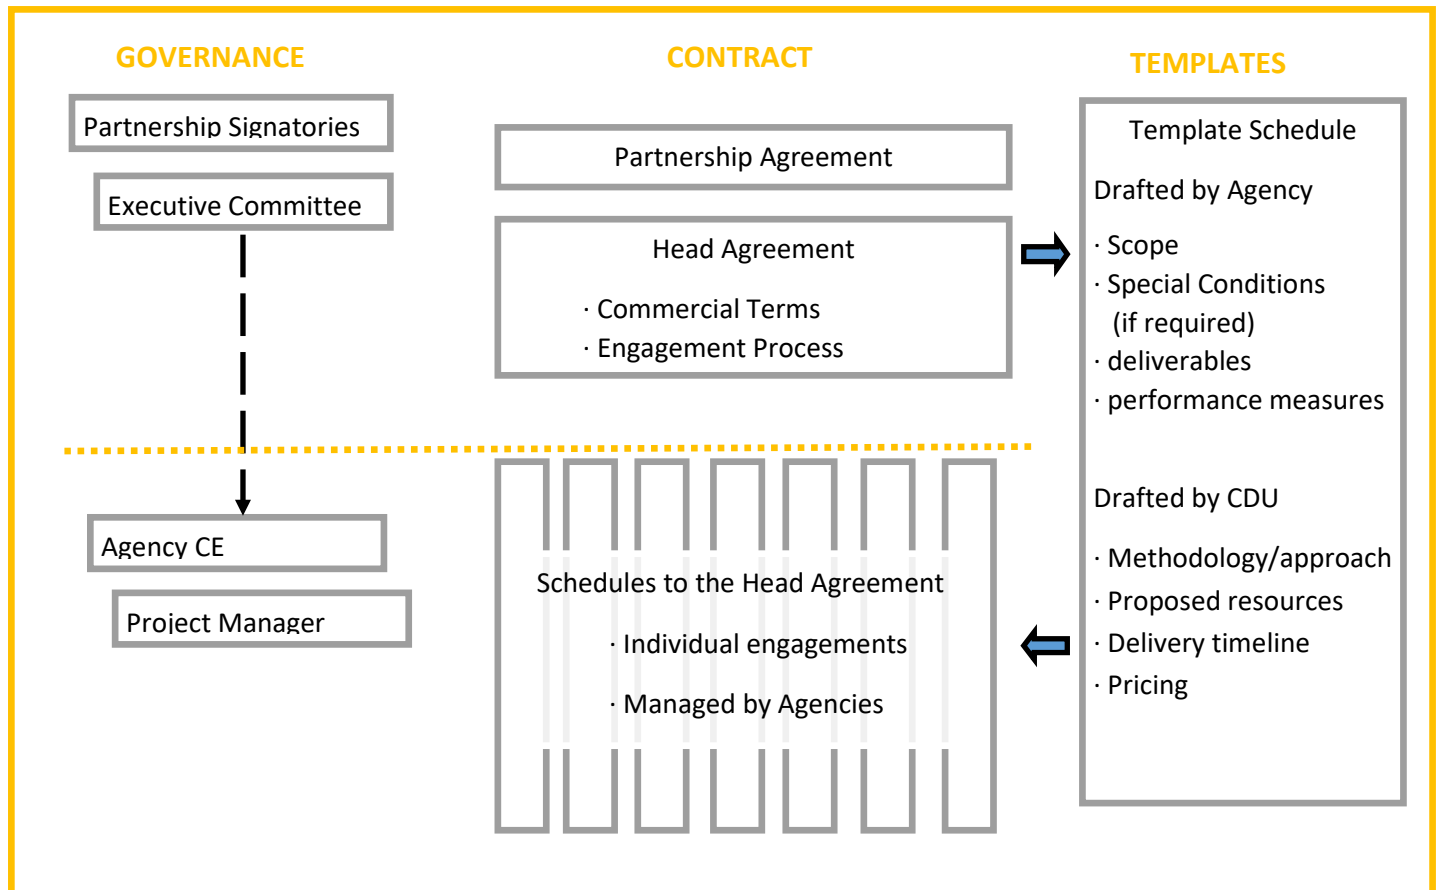 GOVERNANCE
Partnership Signatories
Executive Committee
Agency CE
Project Manager
CONTRACT
Partnership Agreement
Head Agreement
· Commercial Terms
· Engagement Process
Schedules to the Head Agreement
· Individual engagements
· Managed by Agencies
TEMPLATES
Template Schedule
Drafted by Agency
· Scope
· Special Conditions
(if required)
· deliverables
· performance measures
Drafted by CDU
· Methodology/approach
· Proposed resources
· Delivery timeline
· Pricing